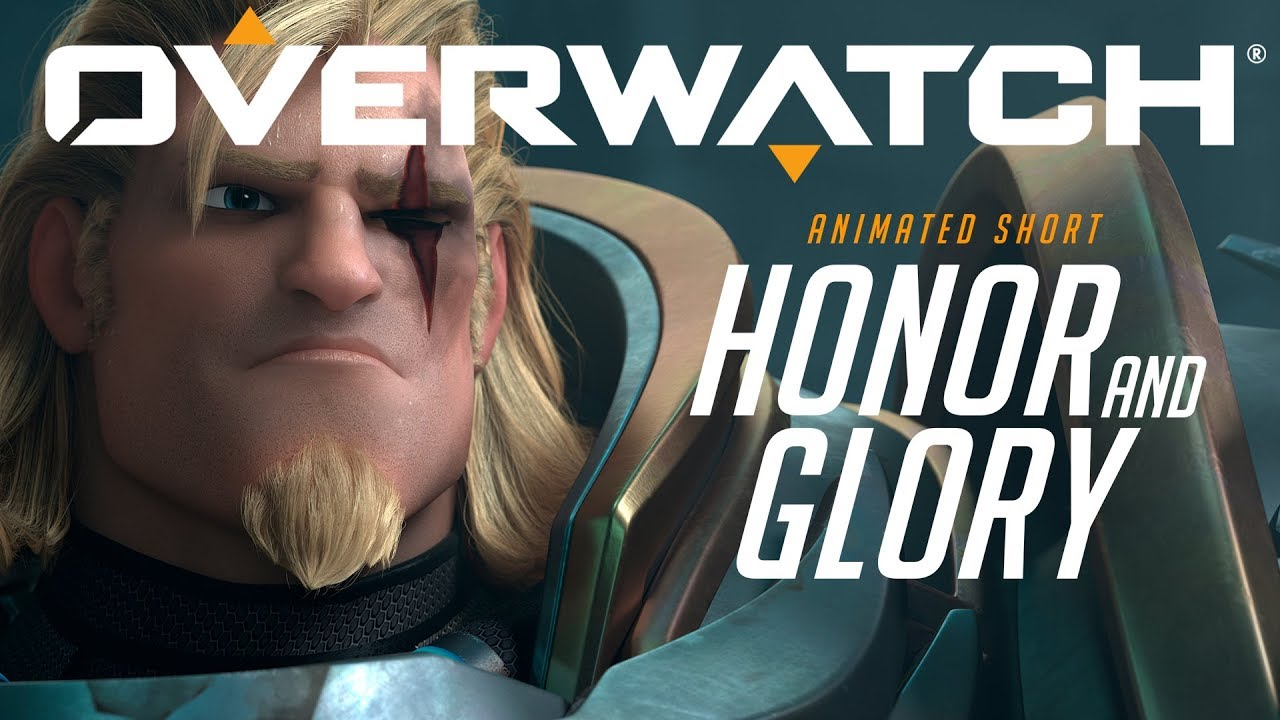 OVERWATCH®
ANIMATED SHORT
HONOR AND
GLORY